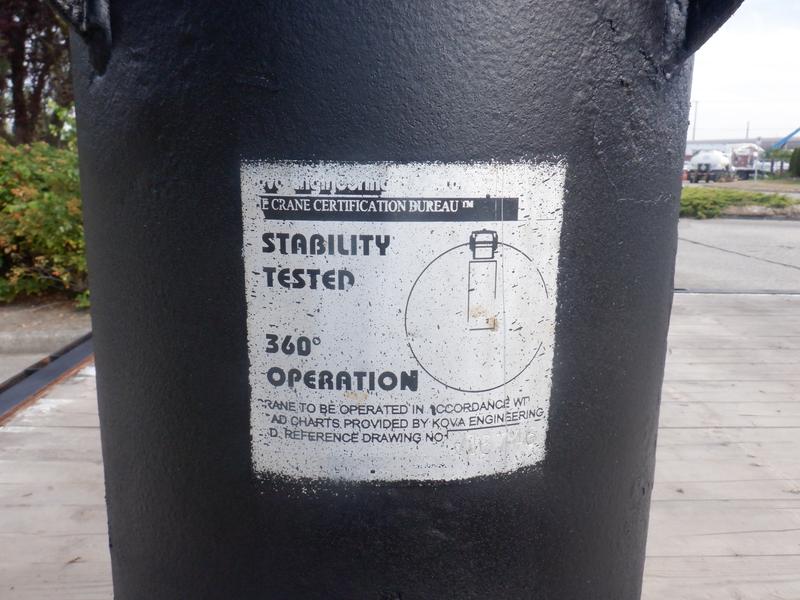 E CRANE CERTIFICATION BUREAU ™
STABILITY
TESTED
360°
OPERATION
RANE TO BE OPERATED IN ACCORDANCE WIT
AD CHARTS PROVIDED BY KOVA ENGINEERING
D. REFERENCE DRAWING NO